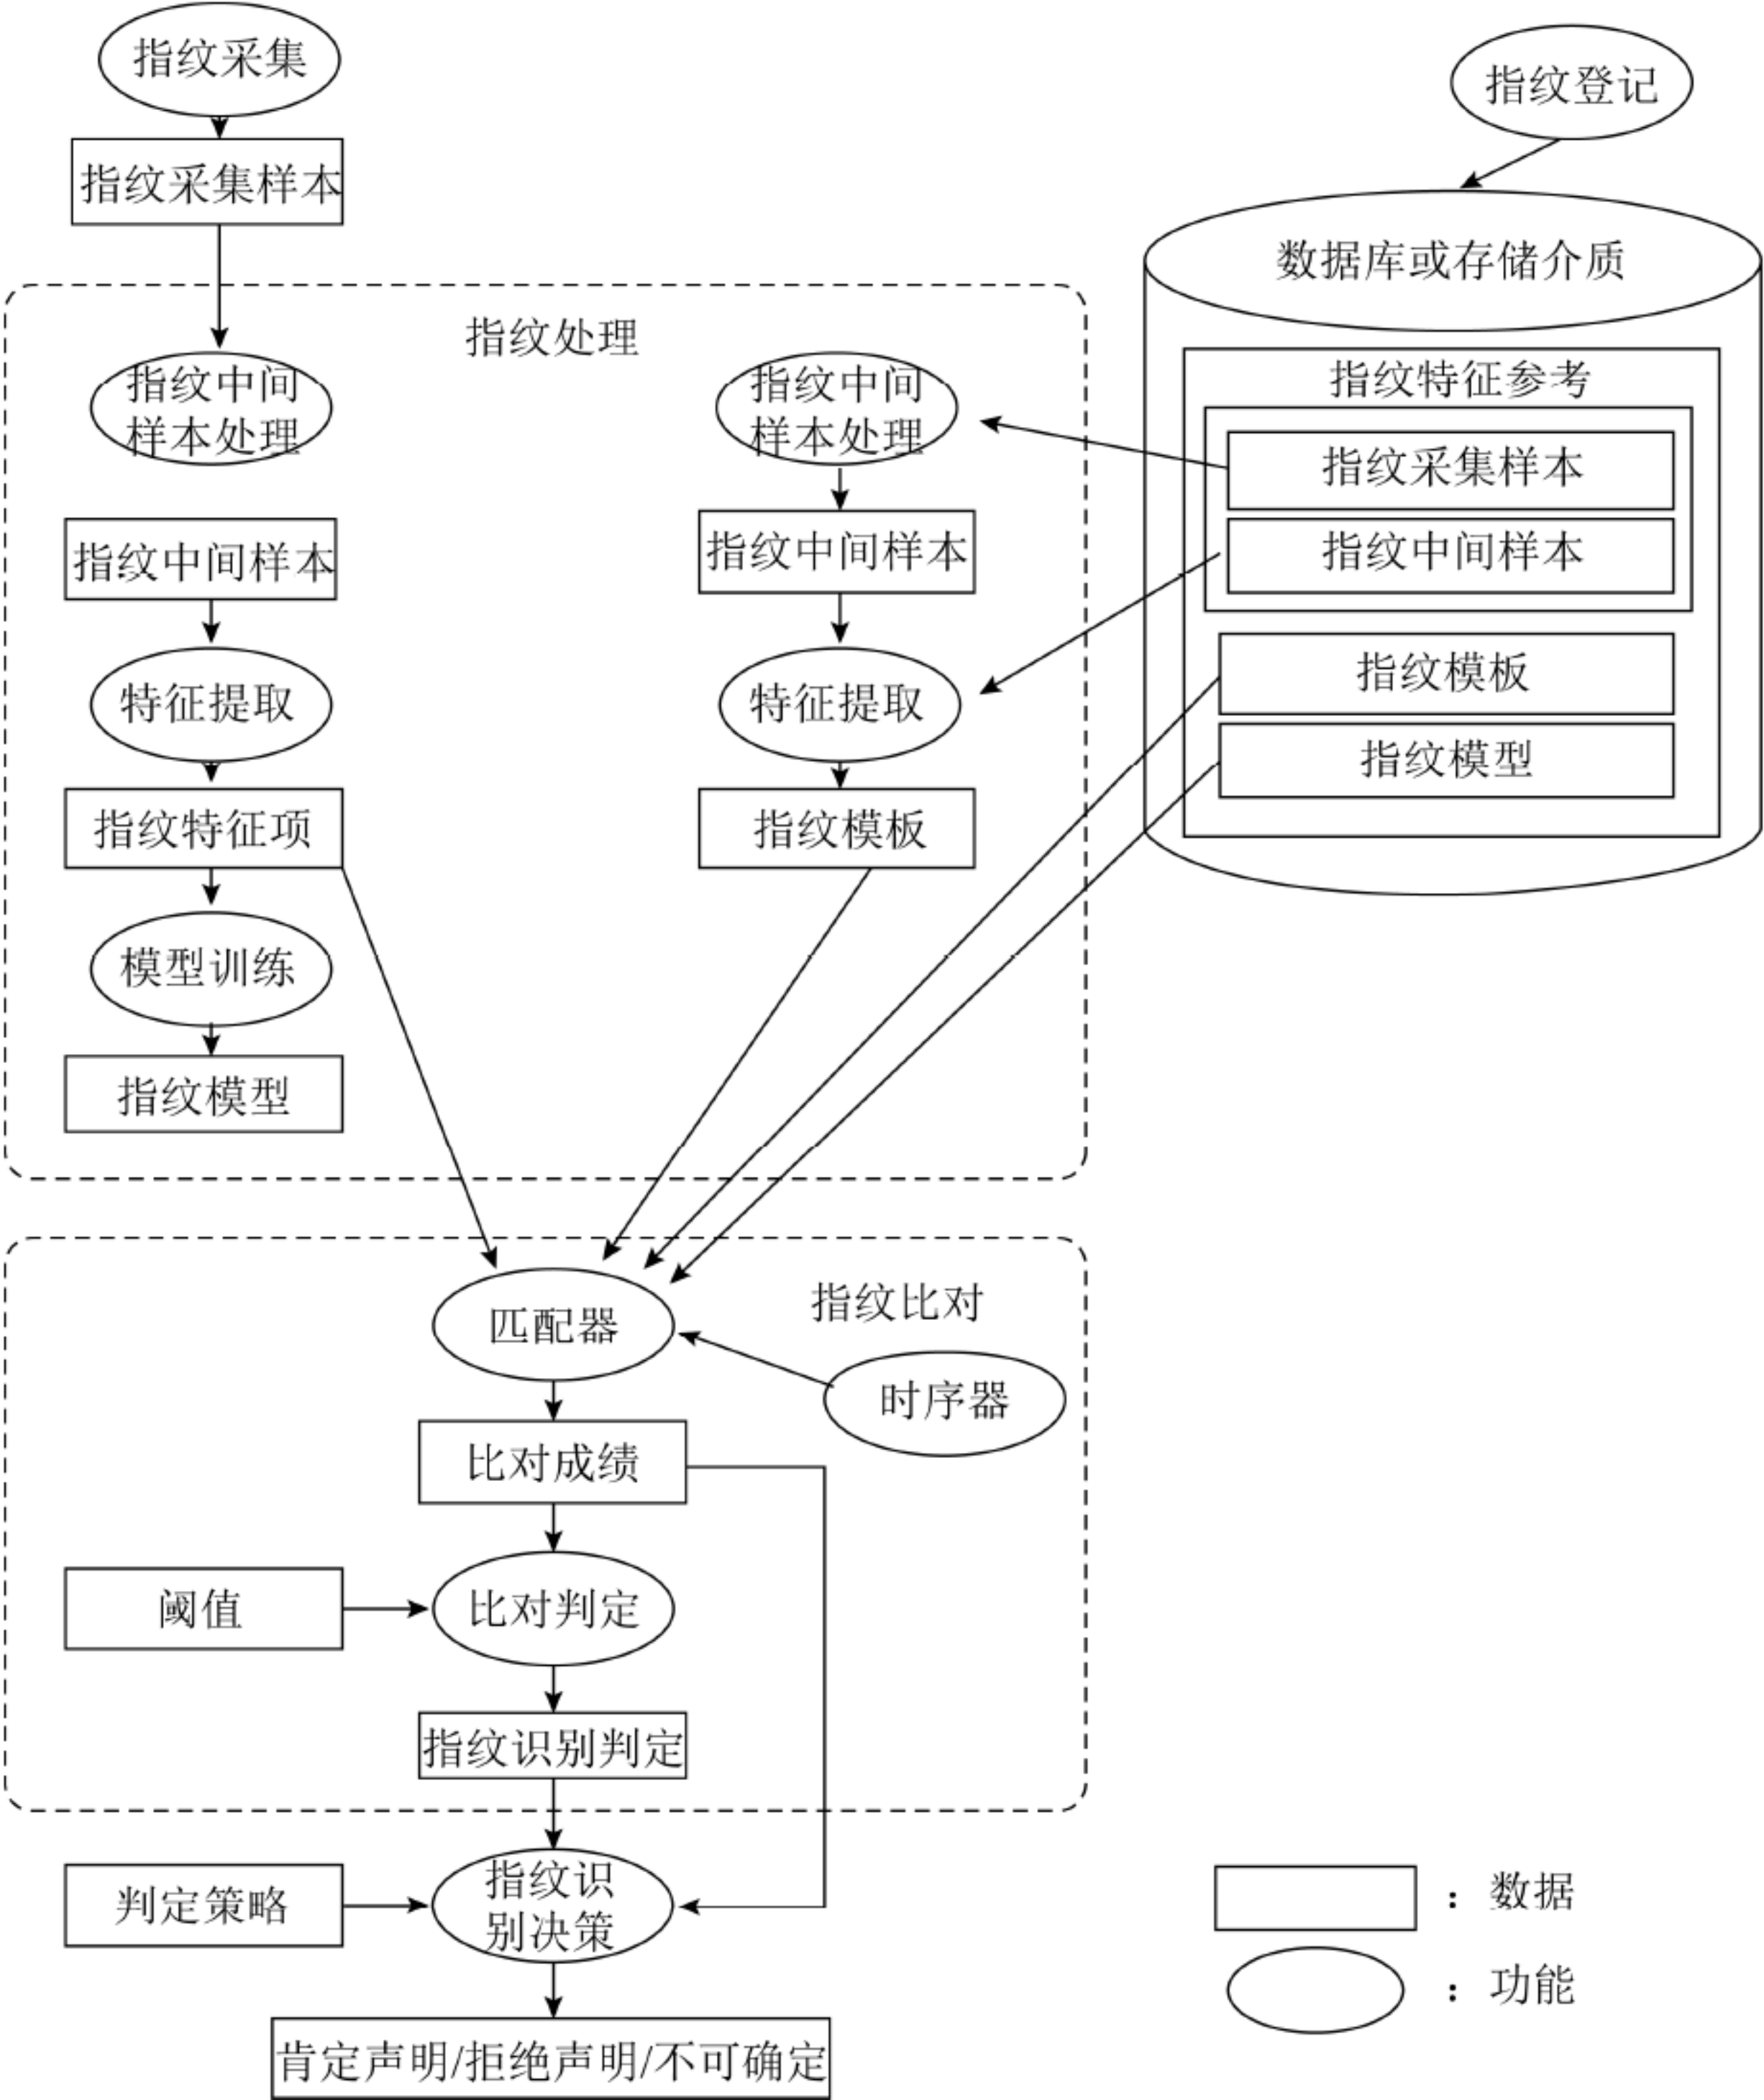 指纹采集
指纹采集样本
指纹登记
数据库或存储介质
指纹特征参考
指纹采集样本
指纹中间样本
指纹模板
指纹模型
指纹处理
指纹中间
样本处理
指纹中间样本
特征提取
指纹特征项
模型训练
指纹模型
指纹中间
样本处理
指纹中间样本
特征提取
指纹模板
指纹比对
匹配器
时序器
比对成绩
阈值
比对判定
指纹识别判定
判定策略
指纹识
别决策
肯定声明/拒绝声明/不可确定
：数据
：功能